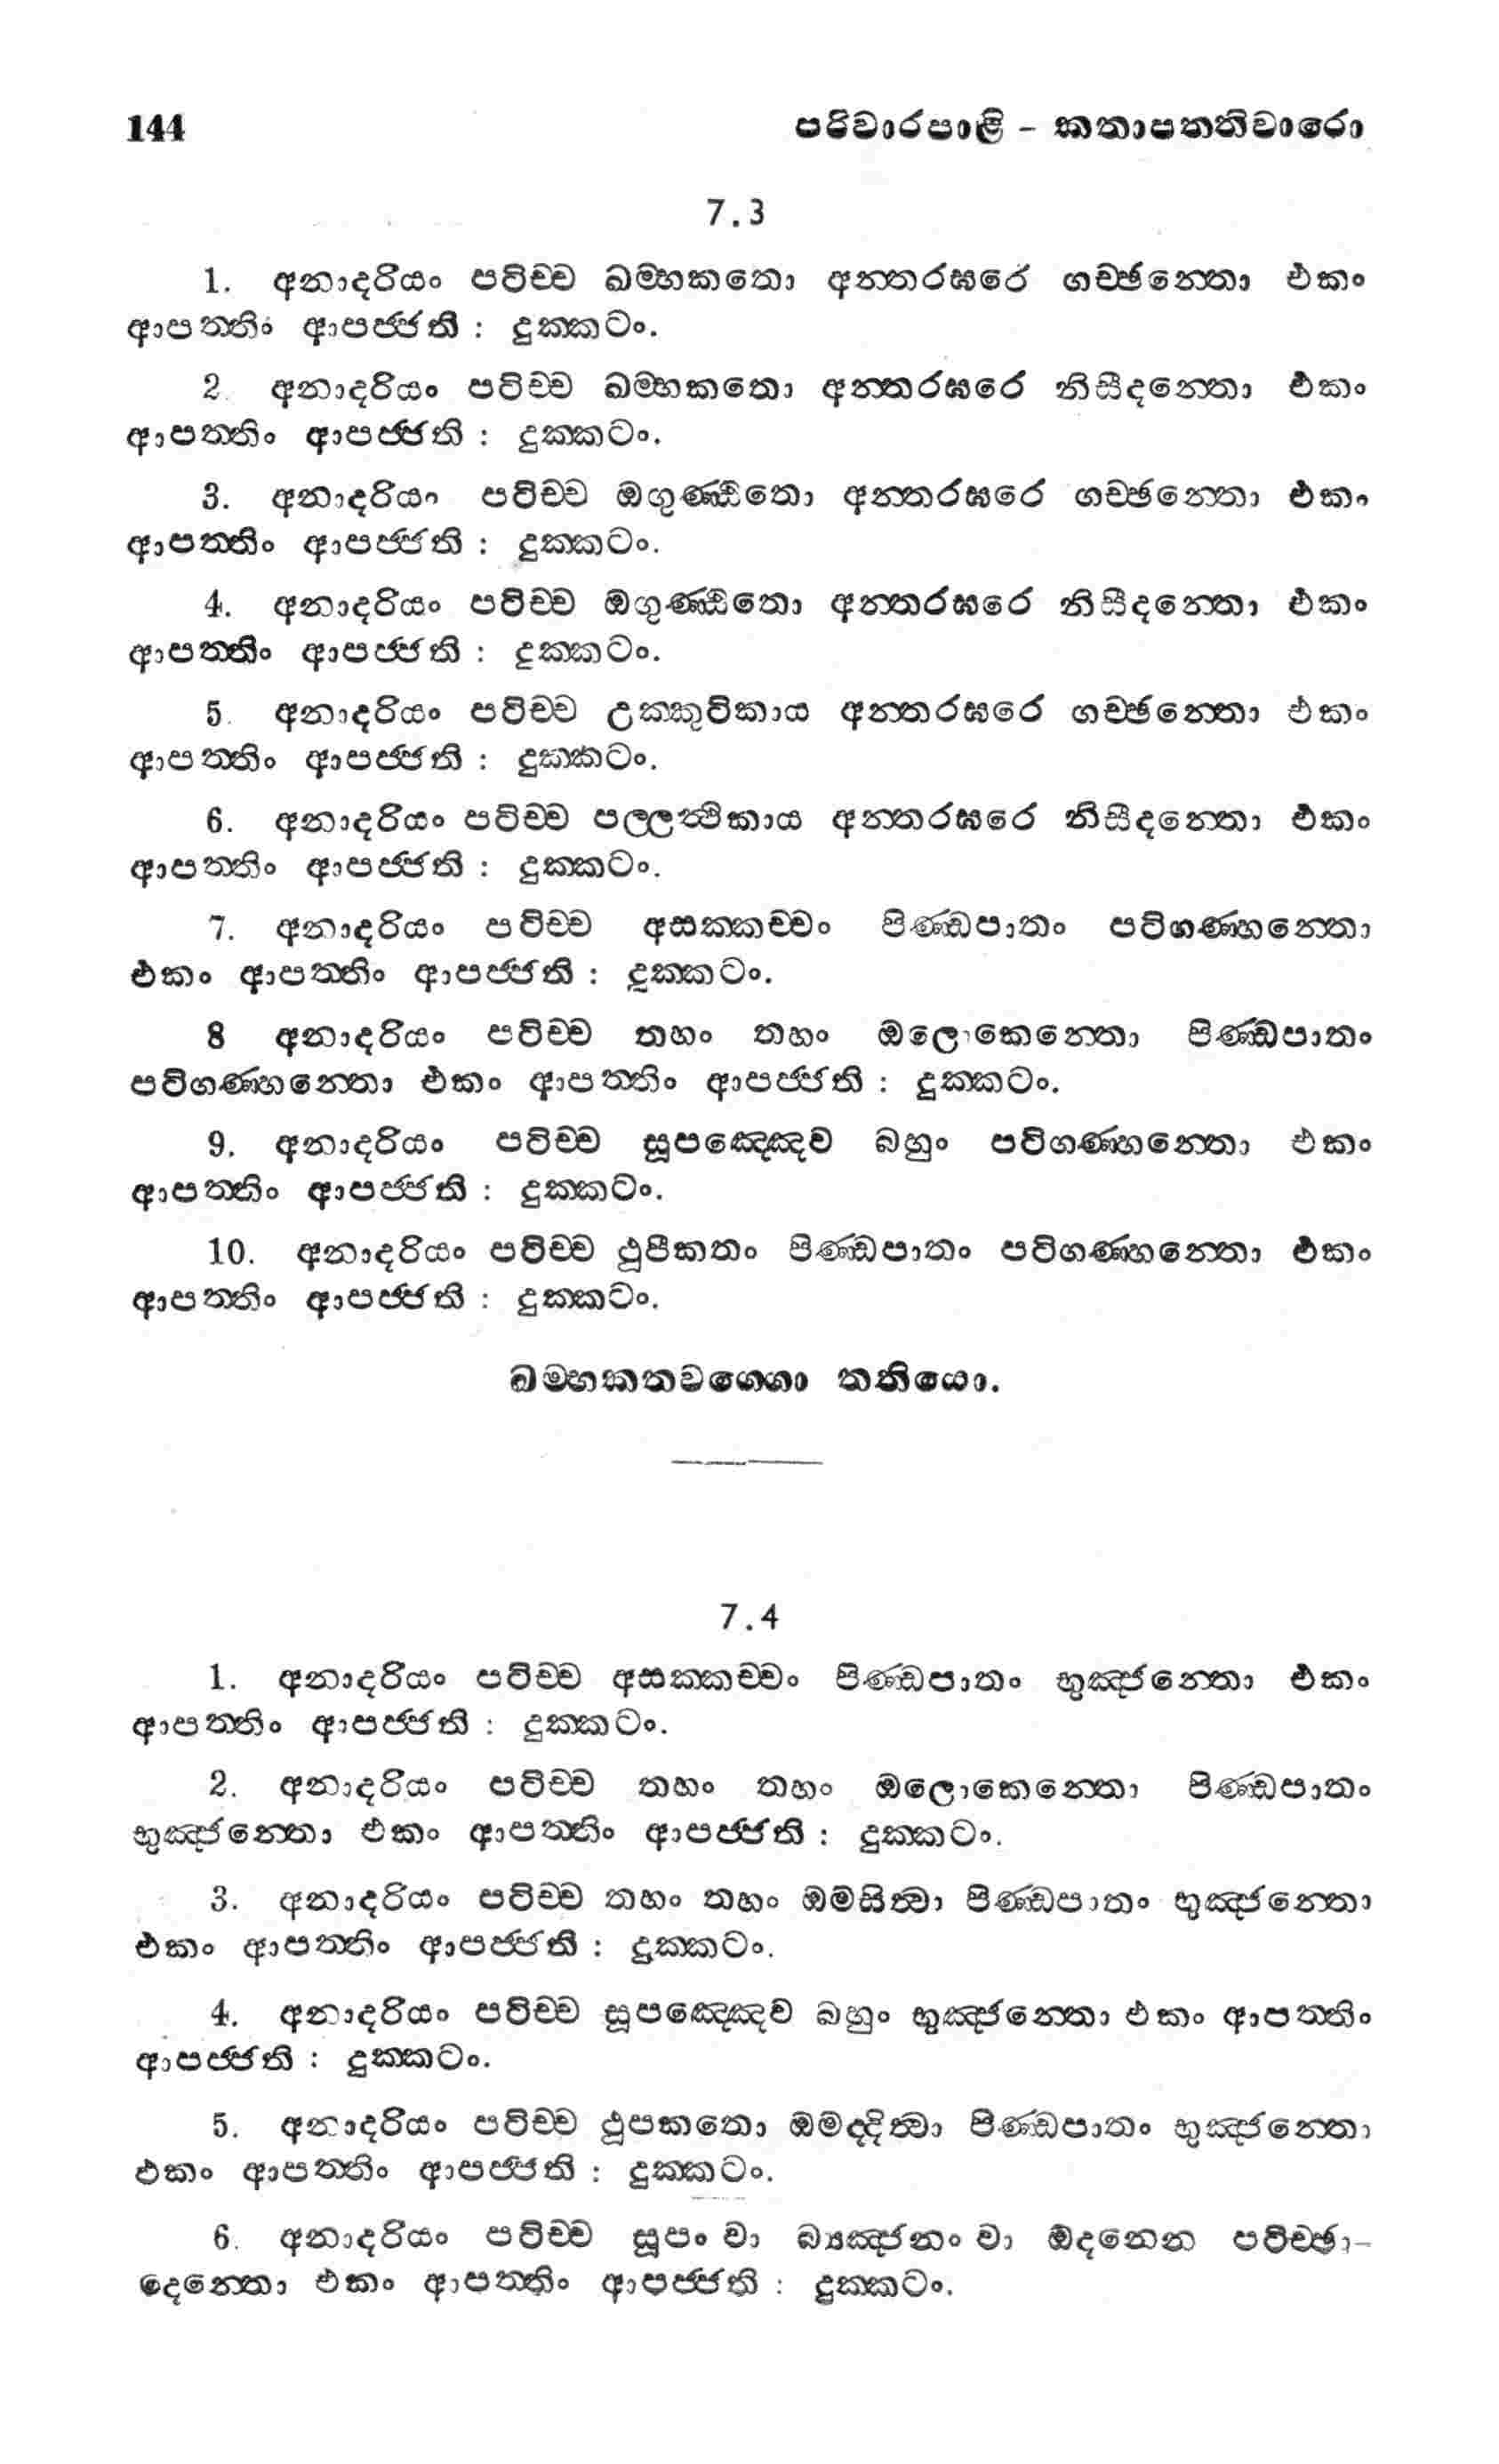 144 පරිවාරපාළි – කතාපත්තිවාරො
7.3
1. අනාදරියං පටිච්ච ඛම්භකතො අන්තරඝරේ ගච්ඡන්තො එකං
ආපත්තිං ආපජ්ජති : දුක්කටං.
2. අනාදරියං පටිච්ච ඛම්භකතො අන්තරඝරේ නිසීදන්තො එකං
ආපත්තිං ආපජ්ජති : දුක්කටං.
3. අනාදරියං පටිච්ච ඔගුණ්ඨිතො අන්තරඝරේ ගච්ඡන්තො එකං
ආපත්තිං ආපජ්ජති : දුක්කටං.
4. අනාදරියං පටිච්ච ඔගුණ්ඨිතො අන්තරඝරේ නිසීදන්තො එකං
ආපත්තිං ආපජ්ජති : දුක්කටං.
5. අනාදරියං පටිච්ච උක්කුටිකාය අන්තරඝරේ ගච්ඡන්තො එකං
ආපත්තිං ආපජ්ජති : දුක්කටං.
6. අනාදරියං පටිච්ච පල්ලත්ථිකාය අන්තරඝරේ නිසීදන්තො එකං
ආපත්තිං ආපජ්ජති : දුක්කටං.
7. අනාදරියං පටිච්ච අසක්කච්චං පිණ්ඩපාතං පටිගණ්හන්තො
එකං ආපත්තිං ආපජ්ජති : දුක්කටං.
8 අනාදරියං පටිච්ච තහං තහං ඔලොකෙන්තො පිණ්ඩපාතං
පටිගණ්හන්තො එකං ආපත්තිං ආපජ්ජති : දුක්කටං.
9. අනාදරියං පටිච්ච සූපඤ්ඤෙව බහුං පටිගණ්හන්තො එකං
ආපත්තිං ආපජ්ජති : දුක්කටං.
10. අනාදරියං පටිච්ච ථූපීකතං පිණ්ඩපාතං පටිගණ්හන්තො එකං
ආපත්තිං ආපජ්ජති : දුක්කටං.
ඛම්භකතවග්ගො තතියො.
7.4
1. අනාදරියං පටිච්ච අසක්කච්චං පිණ්ඩපාතං භුඤ්ජන්තො එකං
ආපත්තිං ආපජ්ජති : දුක්කටං.
2. අනාදරියං පටිච්ච තහං තහං ඔලොකෙන්තො පිණ්ඩපාතං
භුඤ්ජන්තො එකං ආපත්තිං ආපජ්ජති : දුක්කටං.
3. අනාදරියං පටිච්ච තහං තහං ඔමසිත්වා පිණ්ඩපාතං භුඤ්ජන්තො
එකං ආපත්තිං ආපජ්ජති : දුක්කටං.
4. අනාදරියං පටිච්ච සූපඤ්ඤෙව බහුං භුඤ්ජන්තො එකං ආපත්තිං
ආපජ්ජති : දුක්කටං.
5. අනාදරියං පටිච්ච ථූපකතො ඔමද්දිත්වා පිණ්ඩපාතං භුඤ්ජන්තො
එකං ආපත්තිං ආපජ්ජති : දුක්කටං.
6. අනාදරියං පටිච්ච සූපං වා බ්‍යඤ්ජනං වා ඕදනෙන පටිච්ඡා-
දෙන්තො එකං ආපත්තිං ආපජ්ජති : දුක්කටං.